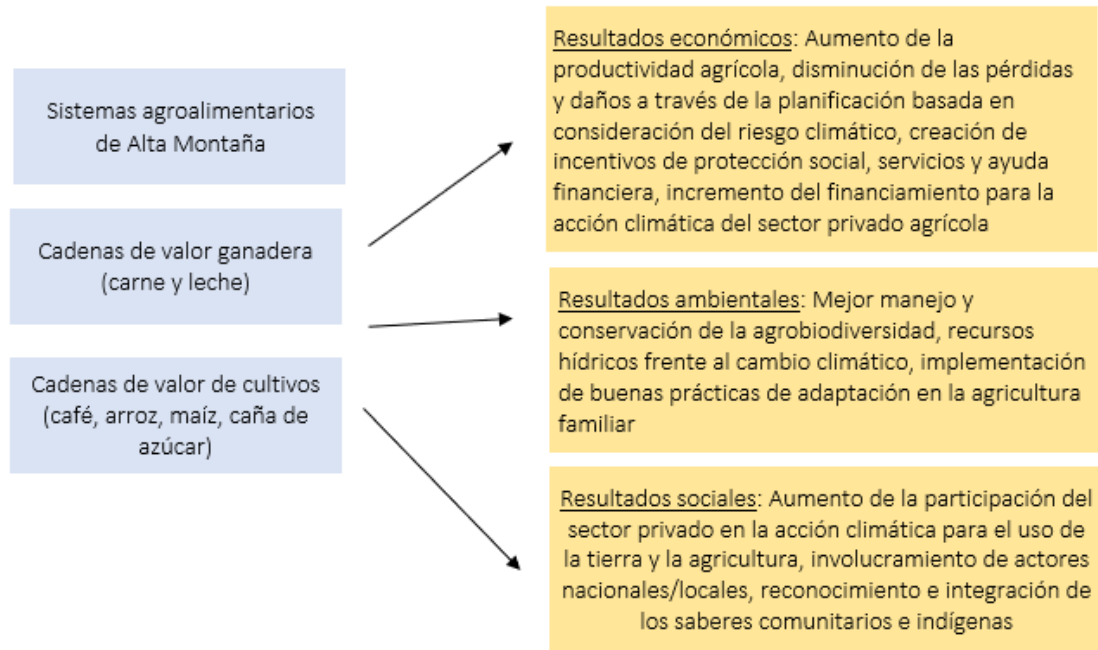 Sistemas agroalimentarios
de Alta Montaña
Cadenas de valor ganadera
(carne y leche)
Cadenas de valor de cultivos
(café, arroz, maíz, caña de
azúcar)
Resultados económicos: Aumento de la
productividad agrícola, disminución de las pérdidas
y daños a través de la planificación basada en
consideración del riesgo climático, creación de
incentivos de protección social, servicios y ayuda
financiera, incremento del financiamiento para la
acción climática del sector privado agrícola
Resultados ambientales: Mejor manejo y
conservación de la agrobiodiversidad, recursos
hídricos frente al cambio climático, implementación
de buenas prácticas de adaptación en la agricultura
familiar
Resultados sociales: Aumento de la participación del
sector privado en la acción climática para el uso de
la tierra y la agricultura, involucramiento de actores
nacionales/locales, reconocimiento e integración de
los saberes comunitarios e indígenas